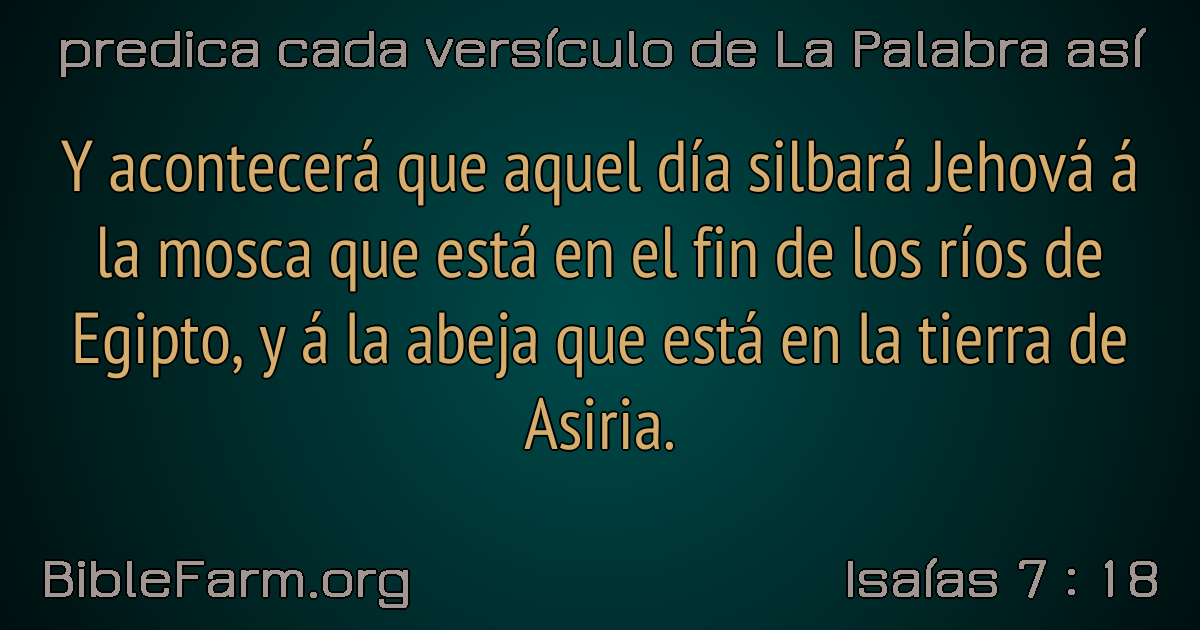 predica cada versículo de La Palabra así
Y acontecerá que aquel día silbará Jehová á
la mosca que está en el fin de los ríos de
Egipto, y á la abeja que está en la tierra de
Asiria.
BibleFarm.org
Isaías 7 : 18